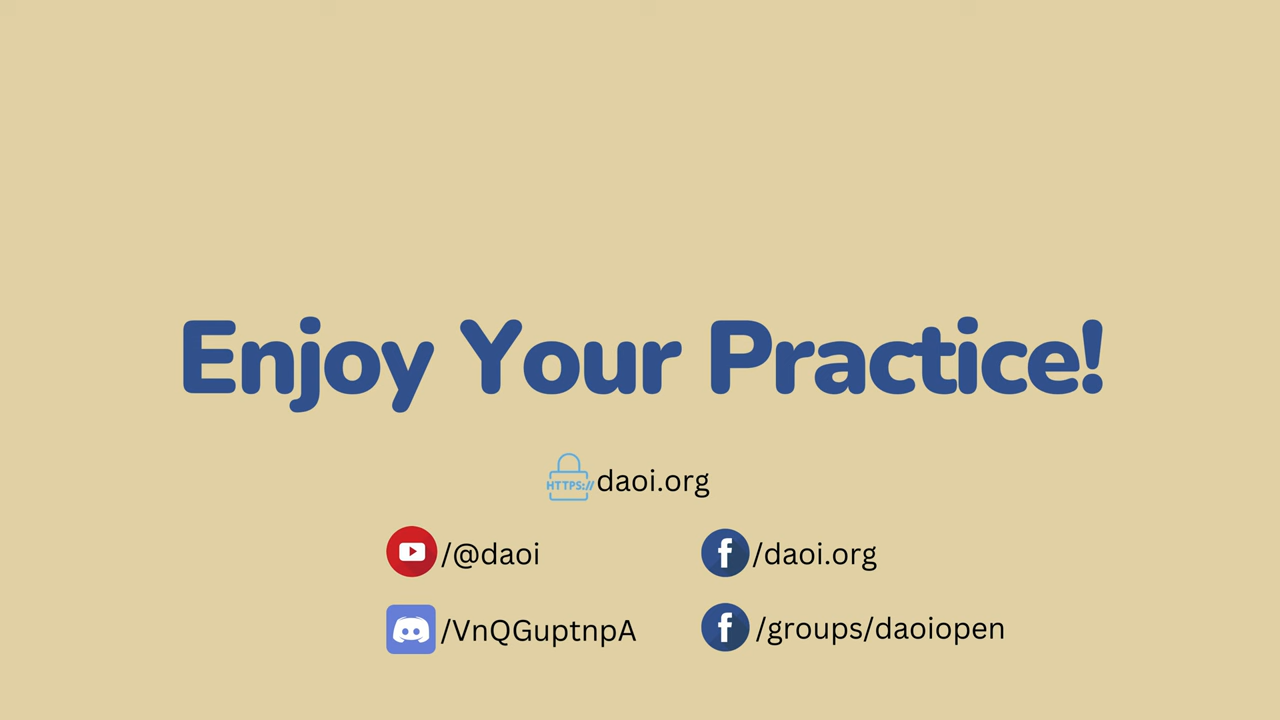 Enjoy Your Practice!
HTTPS:// daoi.org
/@daoi
/daoi.org
/VnQGuptnpA
/groups/daoiopen